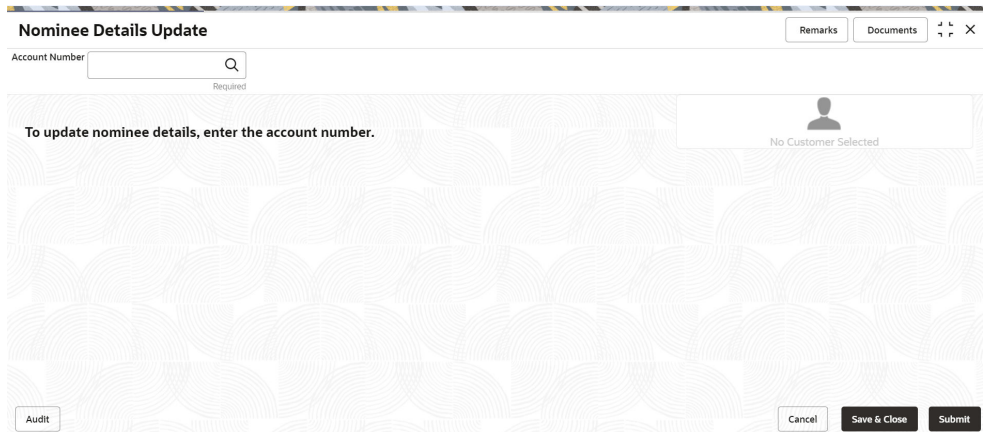 Nominee Details Update
Remarks
Documents
Account Number
Required
To update nominee details, enter the account number.
No Customer Selected
Audit
Cancel
Save & Close
Submit